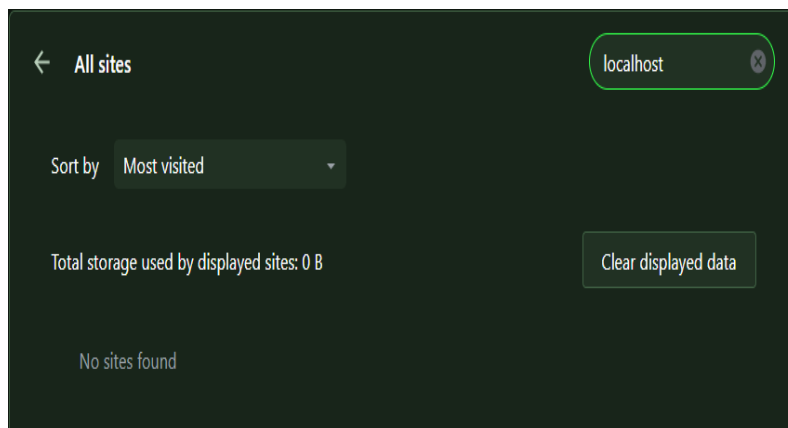 All sites
localhost
Sort by Most visited
Total storage used by displayed sites: 0 B
Clear displayed data
No sites found